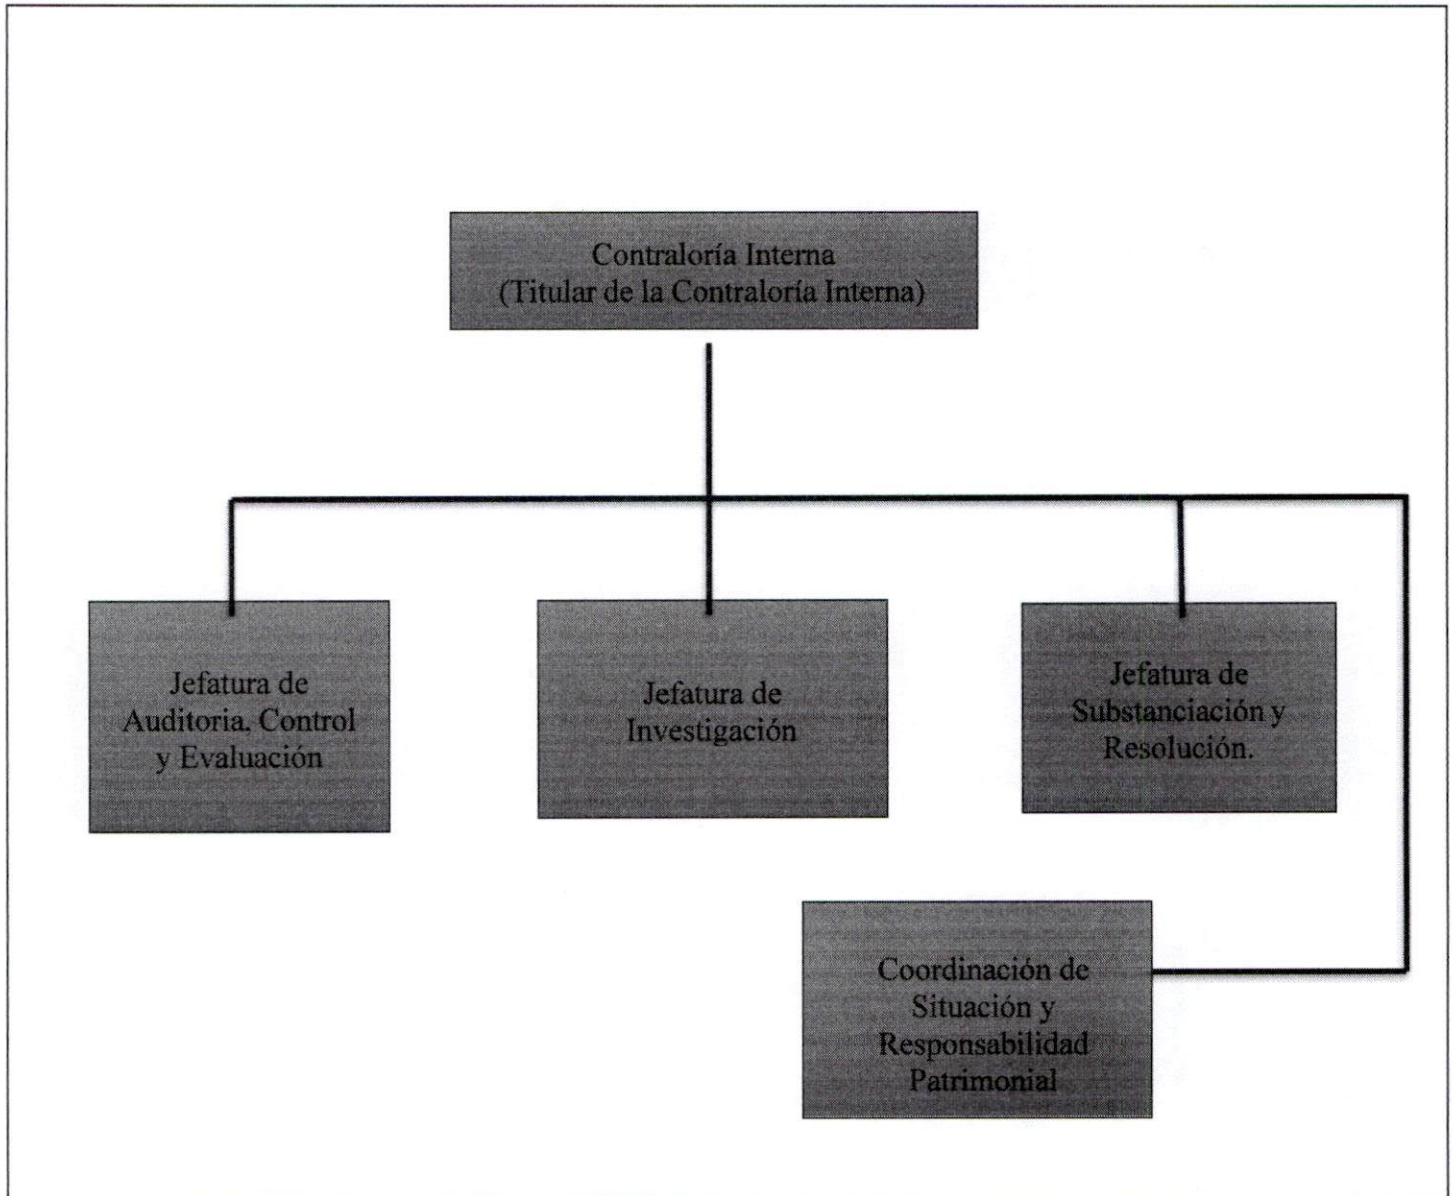 Contraloría Interna
(Titular de la Contraloría Interna)
Jefatura de
Auditoria, Control
y Evaluación
Jefatura de
Investigación
Jefatura de
Substanciación y
Resolución.
Coordinación de
Situación y
Responsabilidad
Patrimonial